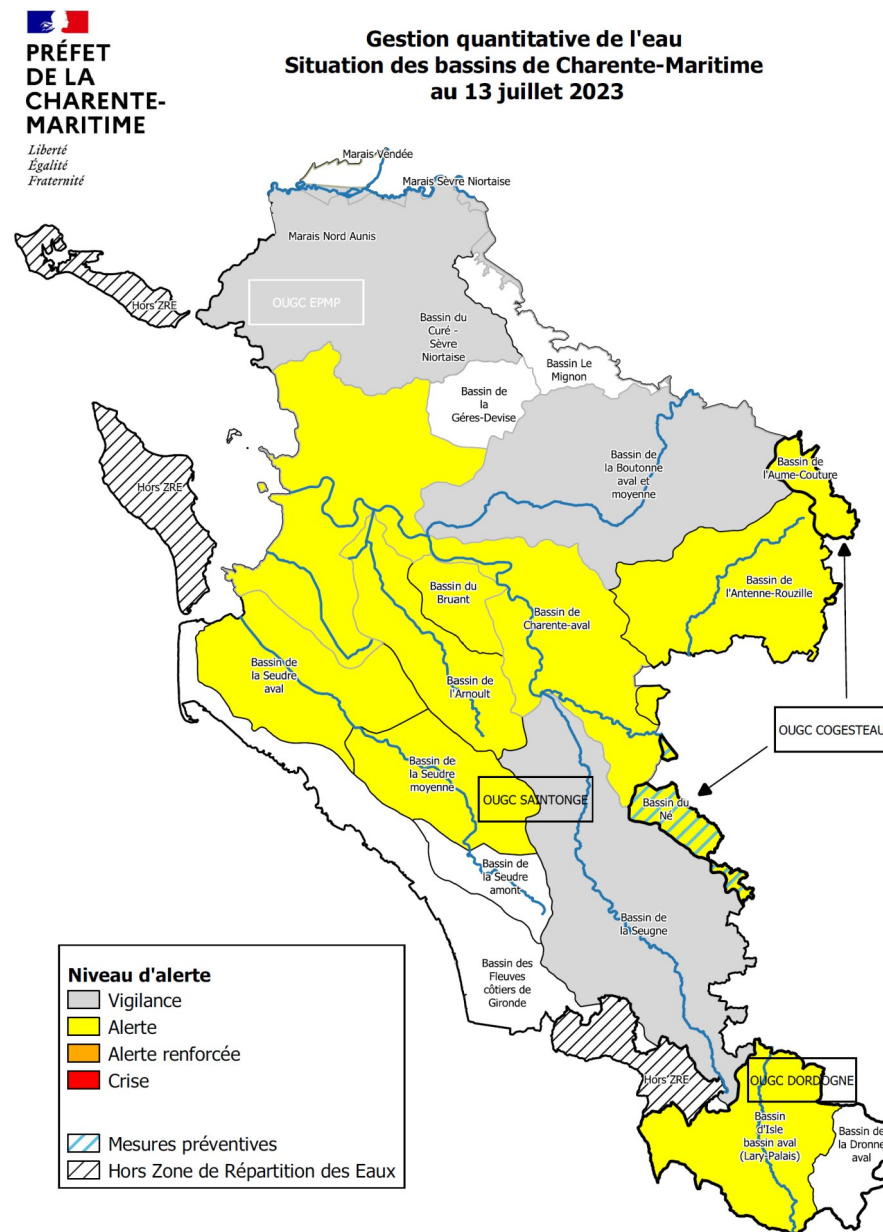 PRÉFET
DE LA
CHARENTE-
MARITIME
Liberté
Égalité
Fraternité
Gestion quantitative de l'eau
Situation des bassins de Charente-Maritime
au 13 juillet 2023
Marais Vendée
Marais Sèvre Niortaise
Marais Nord Aunis
Hors ZRE
OUGC EPMP
Bassin du
Curé -
Sèvre
Niortaise
Bassin Le
Mignon
Bassin de
la
Géres-Devise
Hors ZRE
Bassin de
la Boutonne
aval et
moyenne
Bassin de
l'Aume-Couture
Bassin du
Bruant
Bassin de
l'Antenne-Rouzille
Bassin de
Charente-aval
Bassin de
la Seudre
aval
Bassin de
l'Arnoult
OUGC COGESTEAU
Bassin de
la Seudre
moyenne
OUGC SAINTONGE
Bassin du
Né
Bassin de
la Seudre
amont
Bassin de
la Seugne
Bassin des
Fleuves
côtiers de
Gironde
Hors ZRE
OUGC DORDOGNE
Bassin
d'Isle
bassin aval
(Lary-Palais)
Bassin de
la Dronne
aval
Niveau d'alerte
Vigilance
Alerte
Alerte renforcée
Crise
Mesures préventives
Hors Zone de Répartition des Eaux